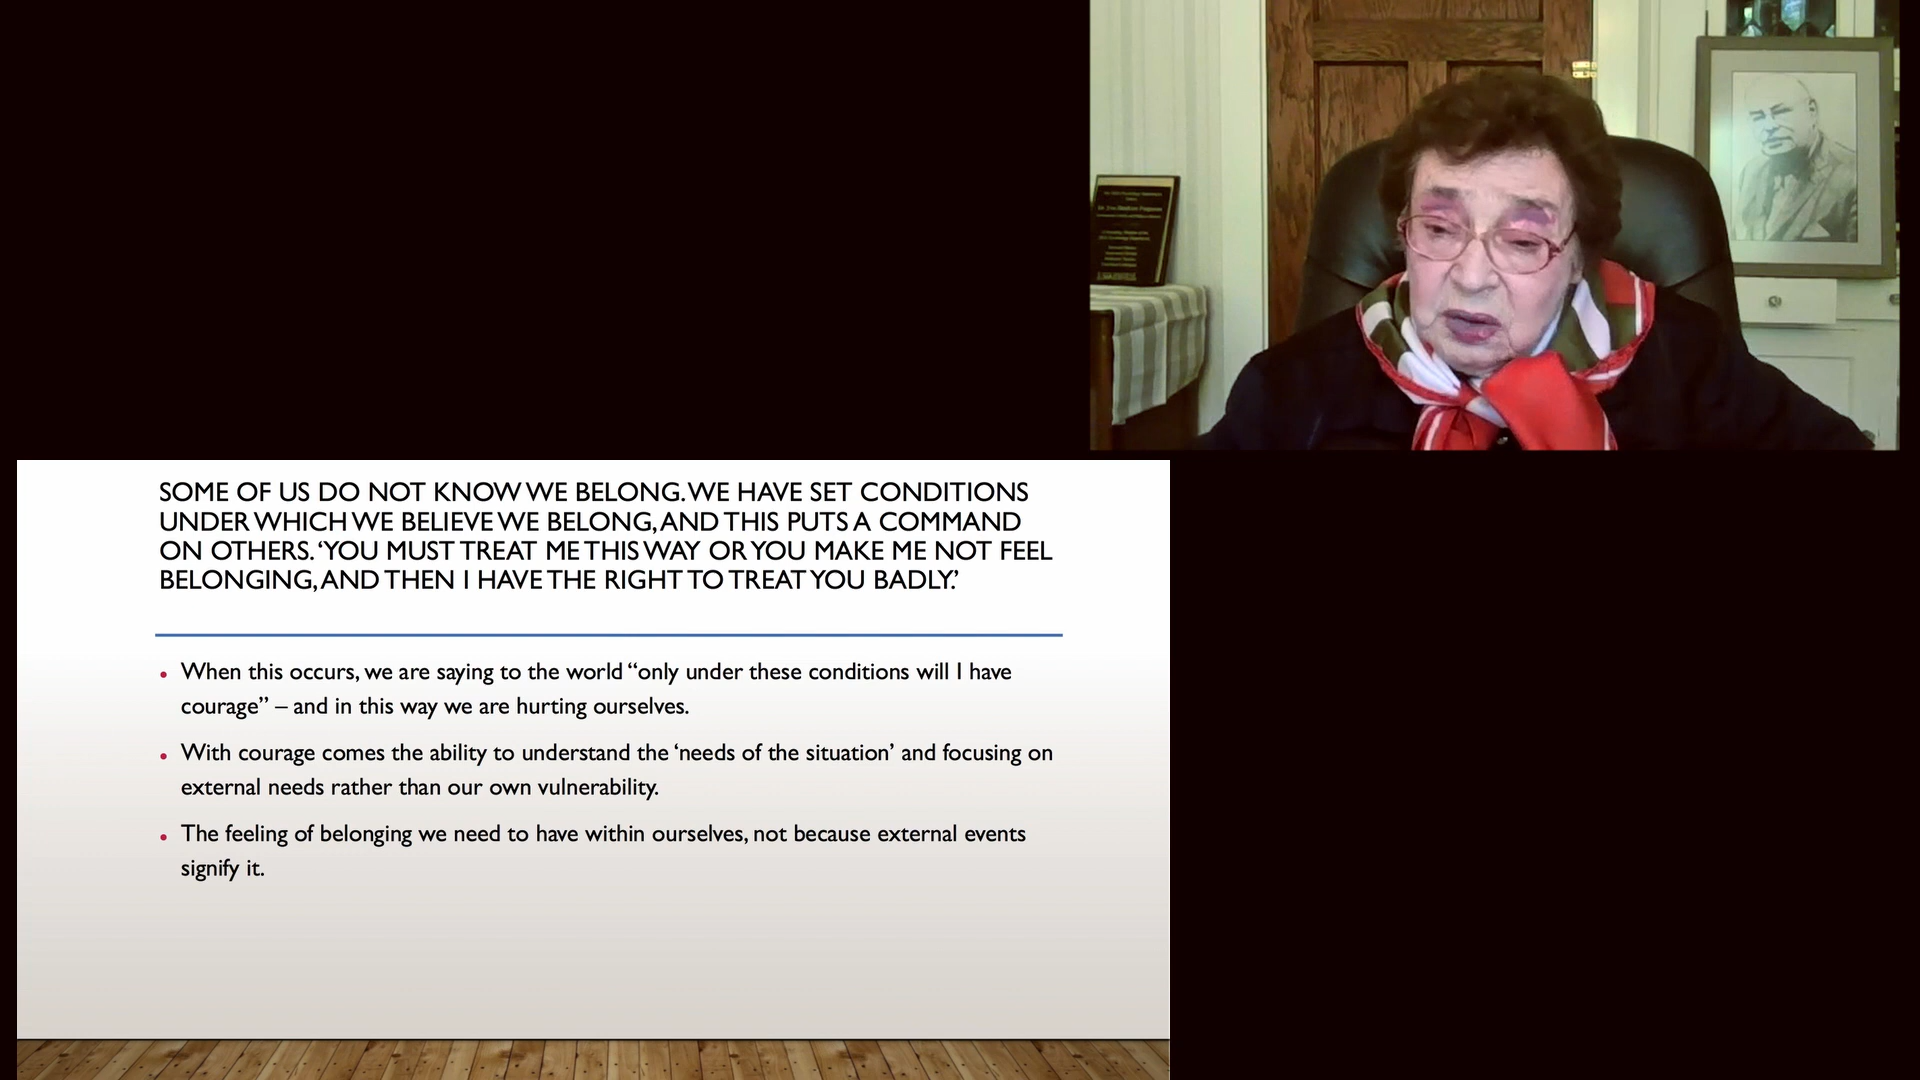 SOME OF US DO NOT KNOW WE BELONG. WE HAVE SET CONDITIONS
UNDER WHICH WE BELIEVE WE BELONG, AND THIS PUTS A COMMAND
ON OTHERS. ‘YOU MUST TREAT ME THIS WAY OR YOU MAKE ME NOT FEEL
BELONGING, AND THEN I HAVE THE RIGHT TO TREAT YOU BADLY.’
• When this occurs, we are saying to the world “only under these conditions will I have
courage” – and in this way we are hurting ourselves.
• With courage comes the ability to understand the ‘needs of the situation’ and focusing on
external needs rather than our own vulnerability.
• The feeling of belonging we need to have within ourselves, not because external events
signify it.